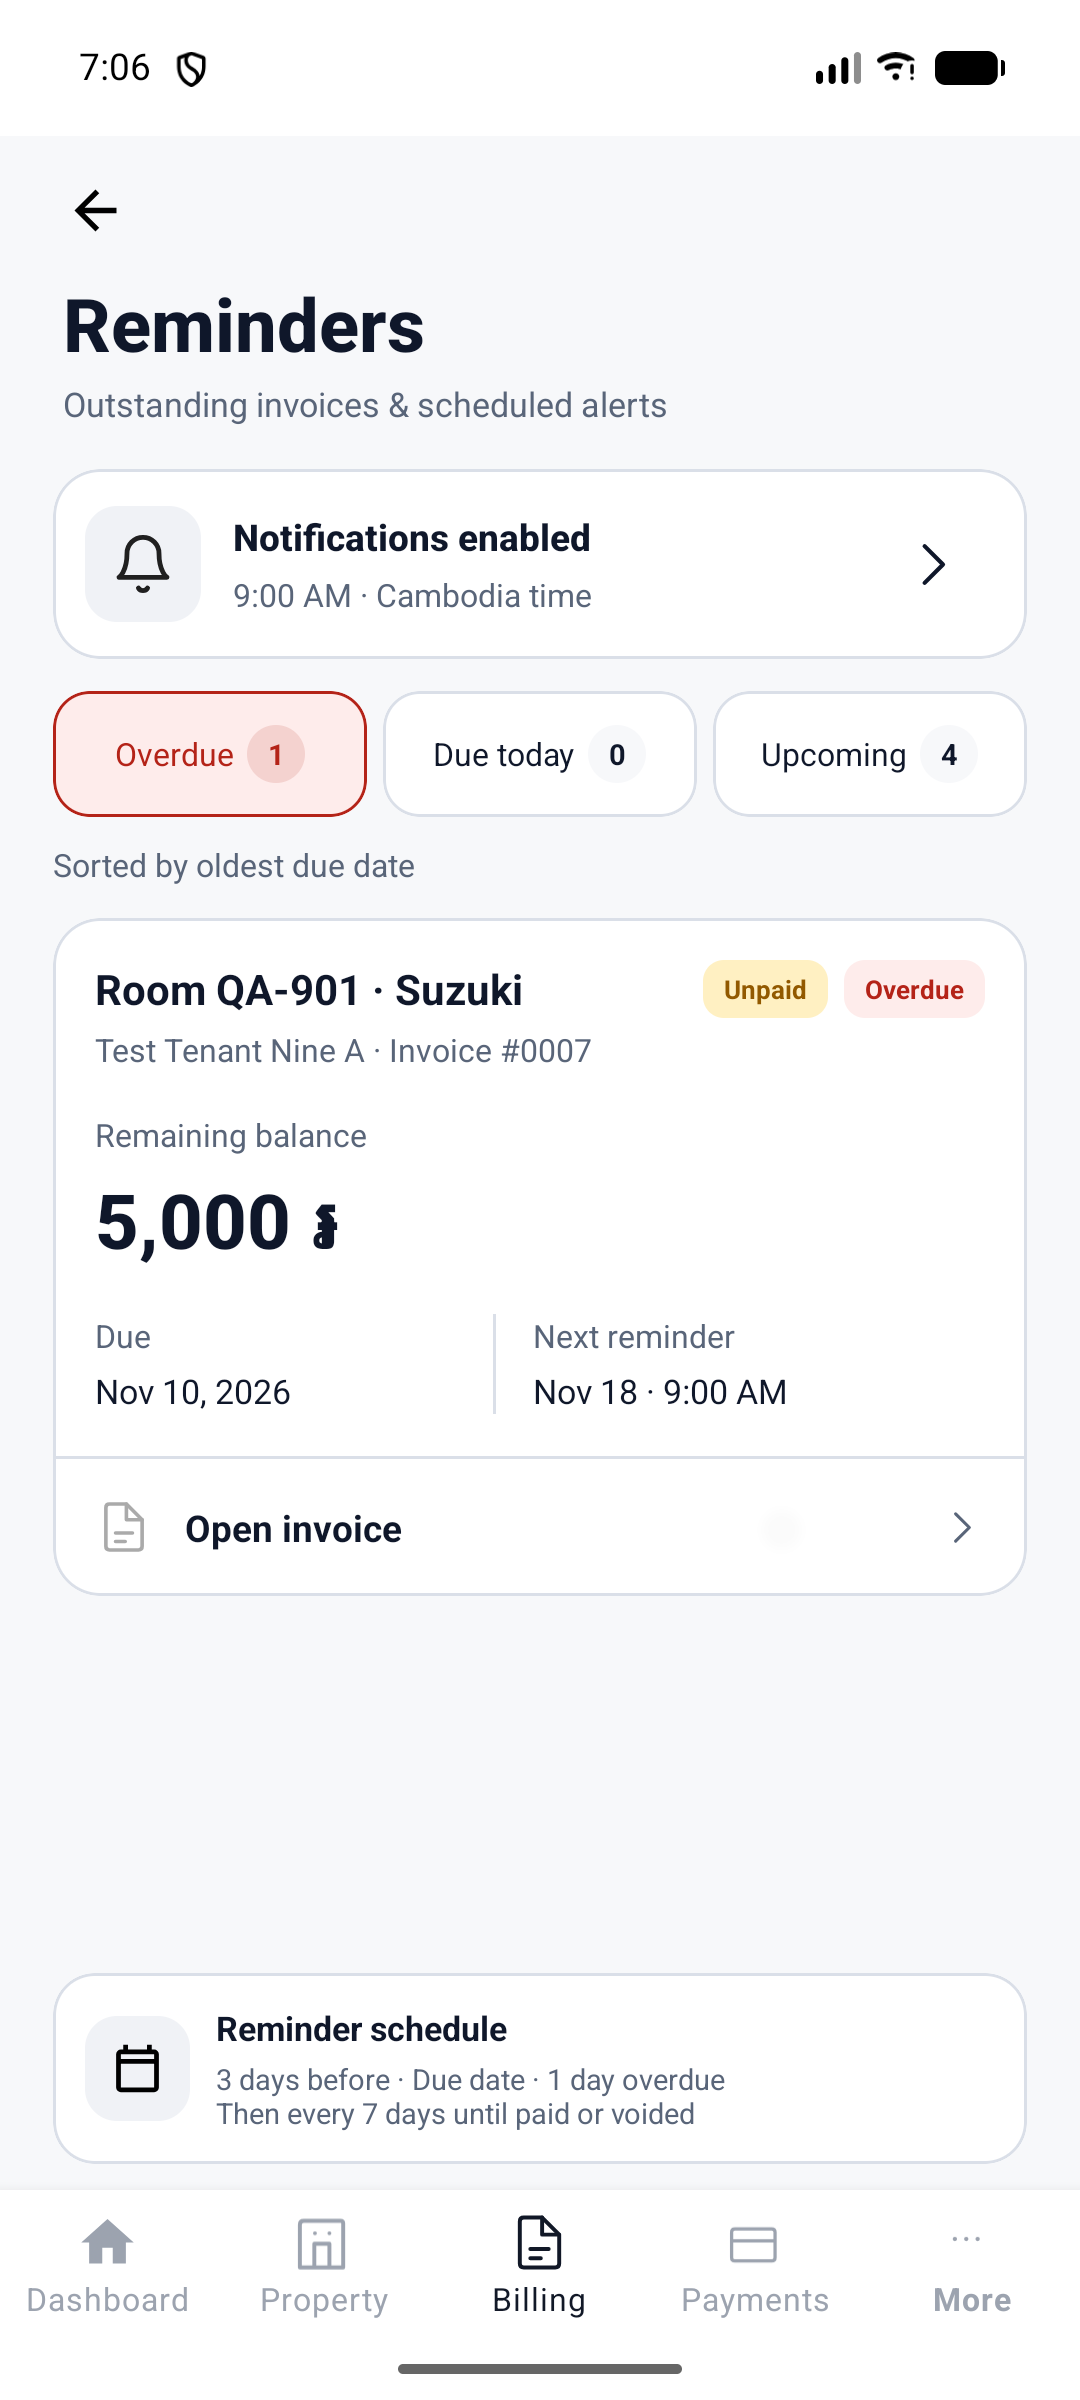 7:06
Reminders
Outstanding invoices & scheduled alerts
Notifications enabled
9:00 AM · Cambodia time
Overdue 1
Due today 0
Upcoming 4
Sorted by oldest due date
Room QA-901 · Suzuki
Unpaid
Overdue
Test Tenant Nine A · Invoice #0007
Remaining balance
5,000 ៛
Due
Next reminder
Nov 10, 2026
Nov 18 · 9:00 AM
Open invoice
Reminder schedule
3 days before · Due date · 1 day overdue
Then every 7 days until paid or voided
Dashboard
Property
Billing
Payments
More